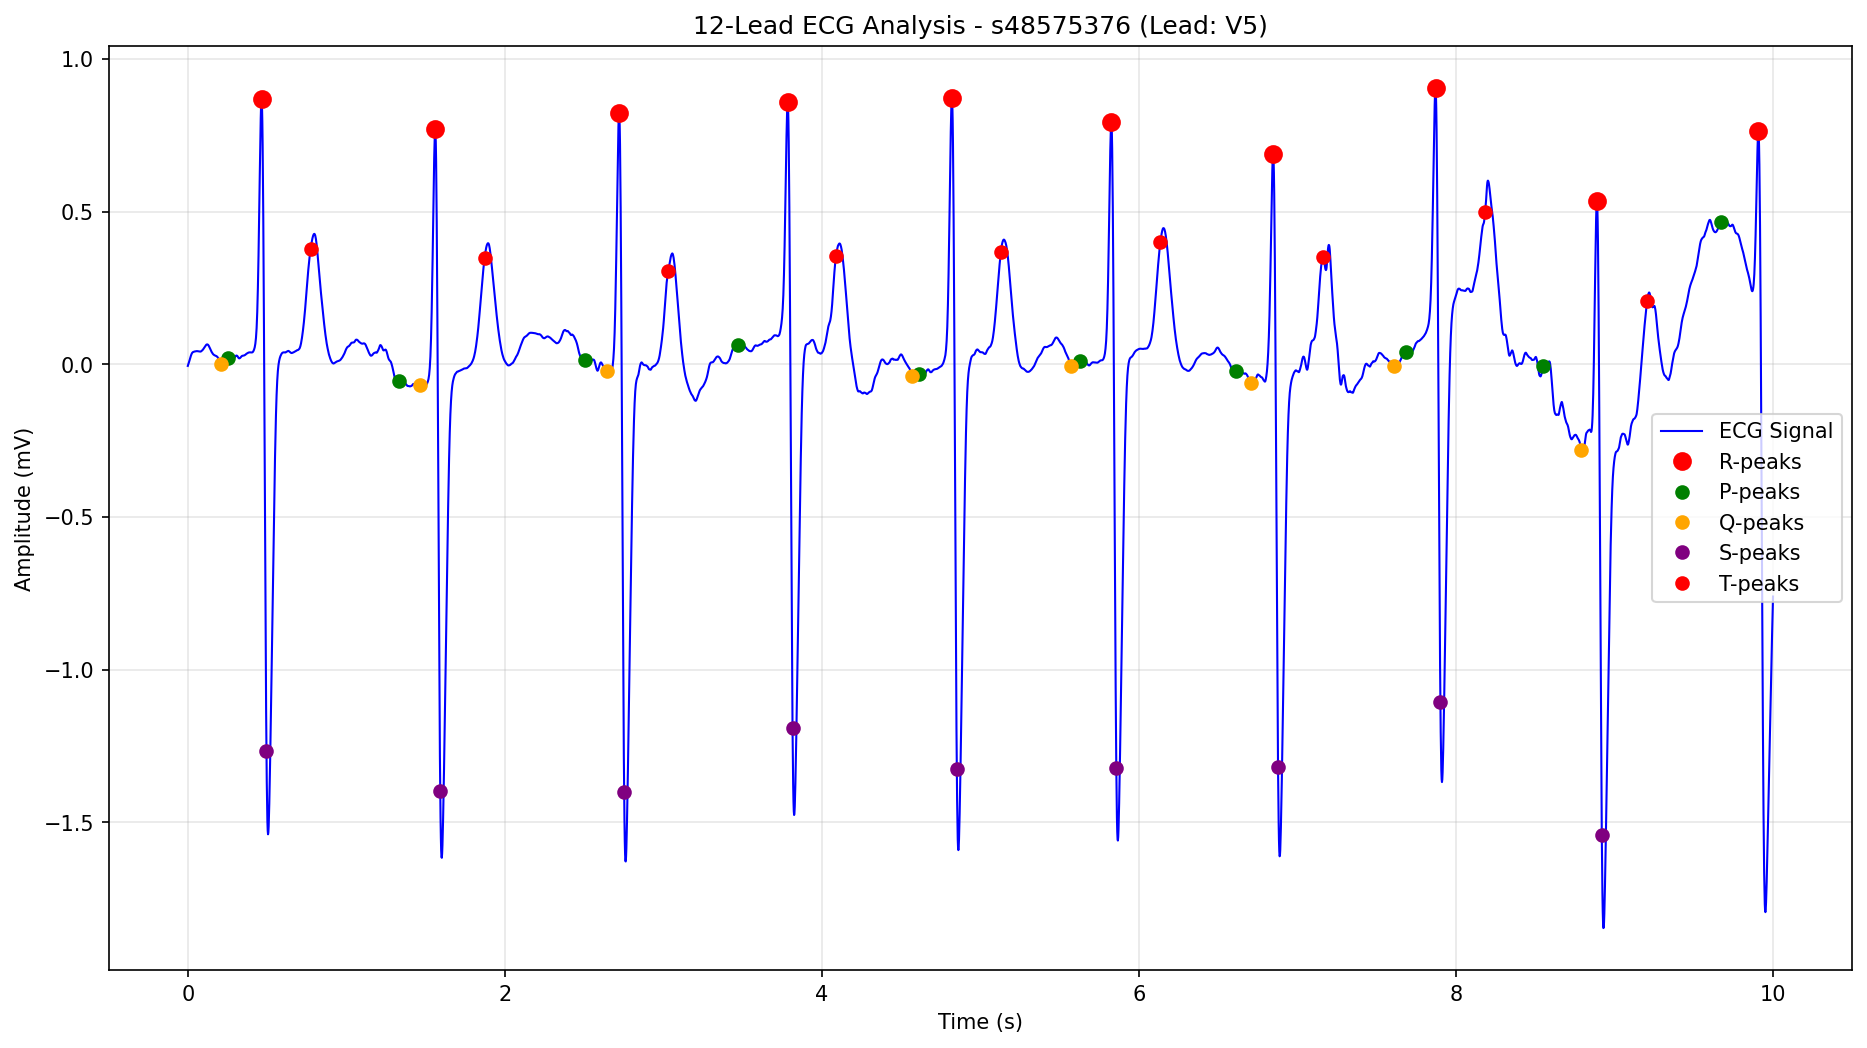 12-Lead ECG Analysis - s48575376 (Lead: V5)
1.0
0.5
0.0
−0.5
−1.0
−1.5
Amplitude (mV)
ECG Signal
R-peaks
P-peaks
Q-peaks
S-peaks
T-peaks
0 2 4 6 8 10
Time (s)